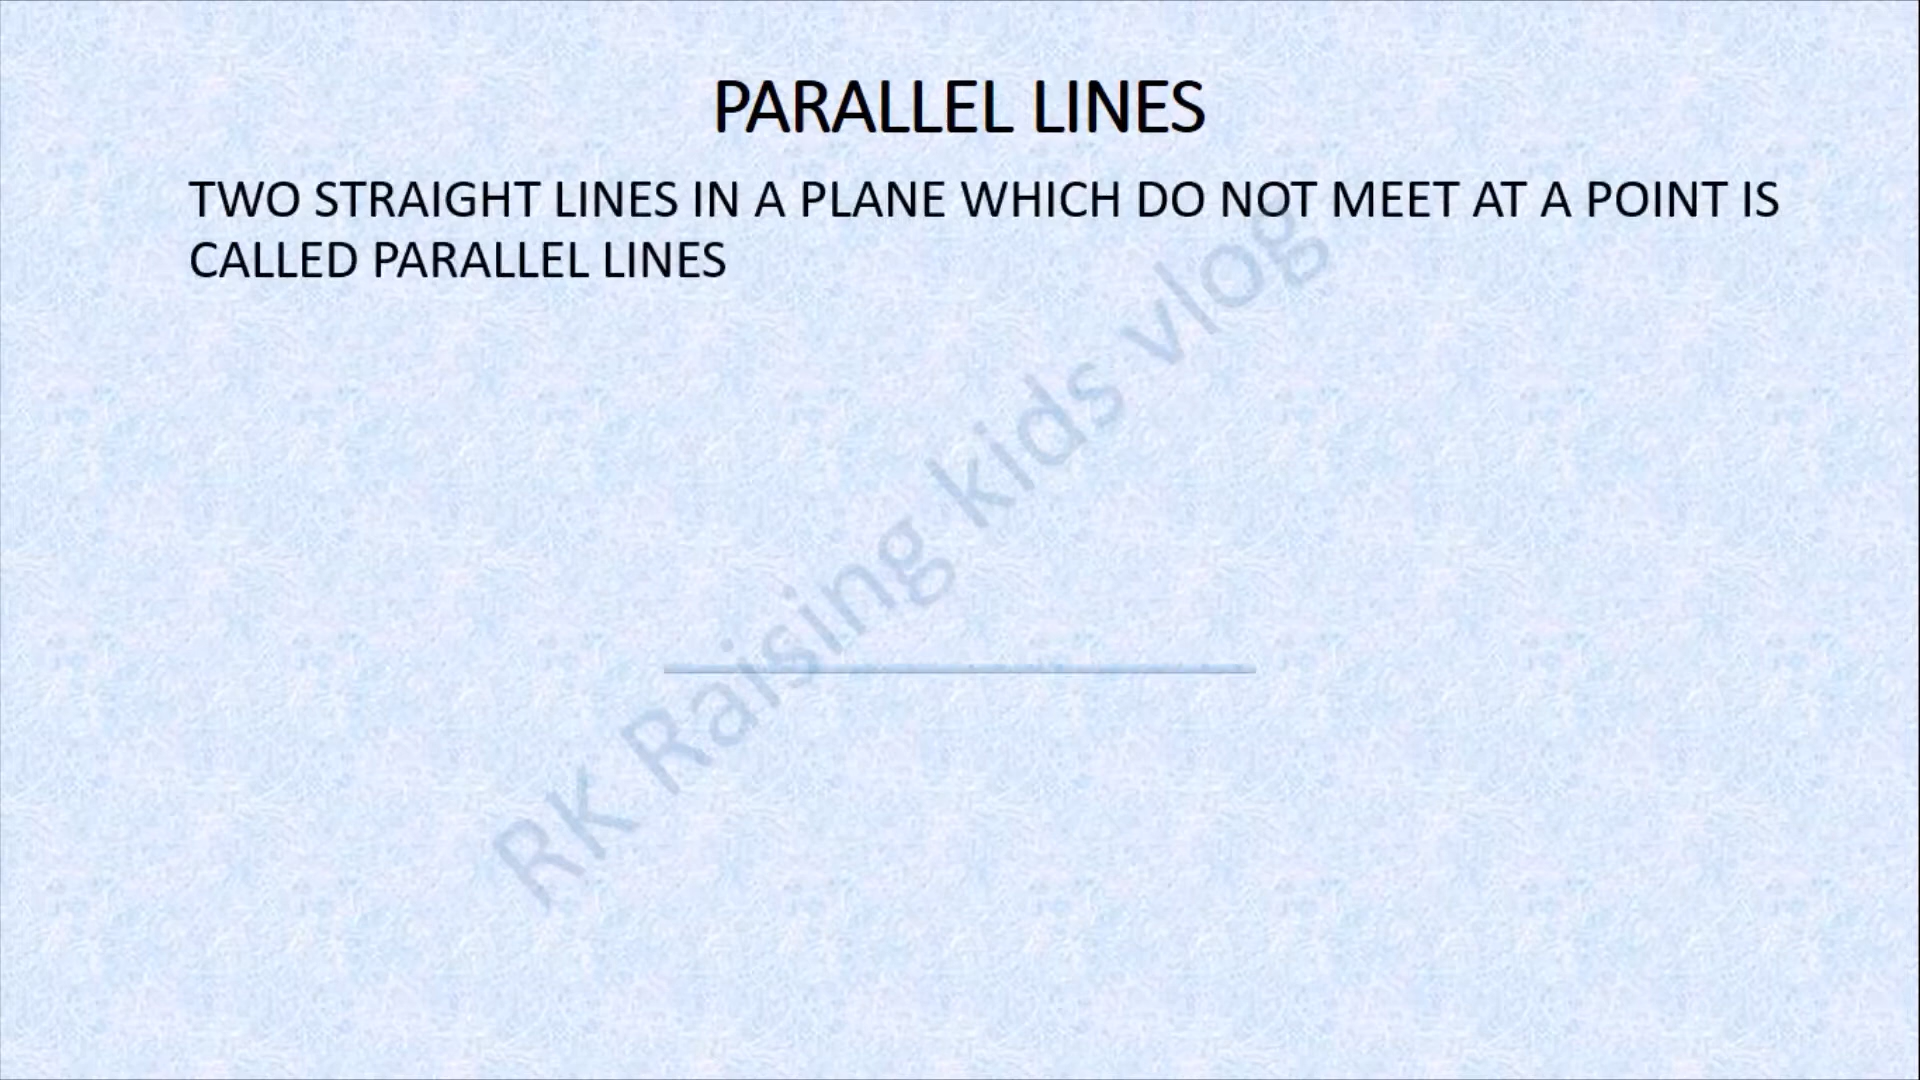 PARALLEL LINES
TWO STRAIGHT LINES IN A PLANE WHICH DO NOT MEET AT A POINT IS
CALLED PARALLEL LINES
RK Raising kids vlog